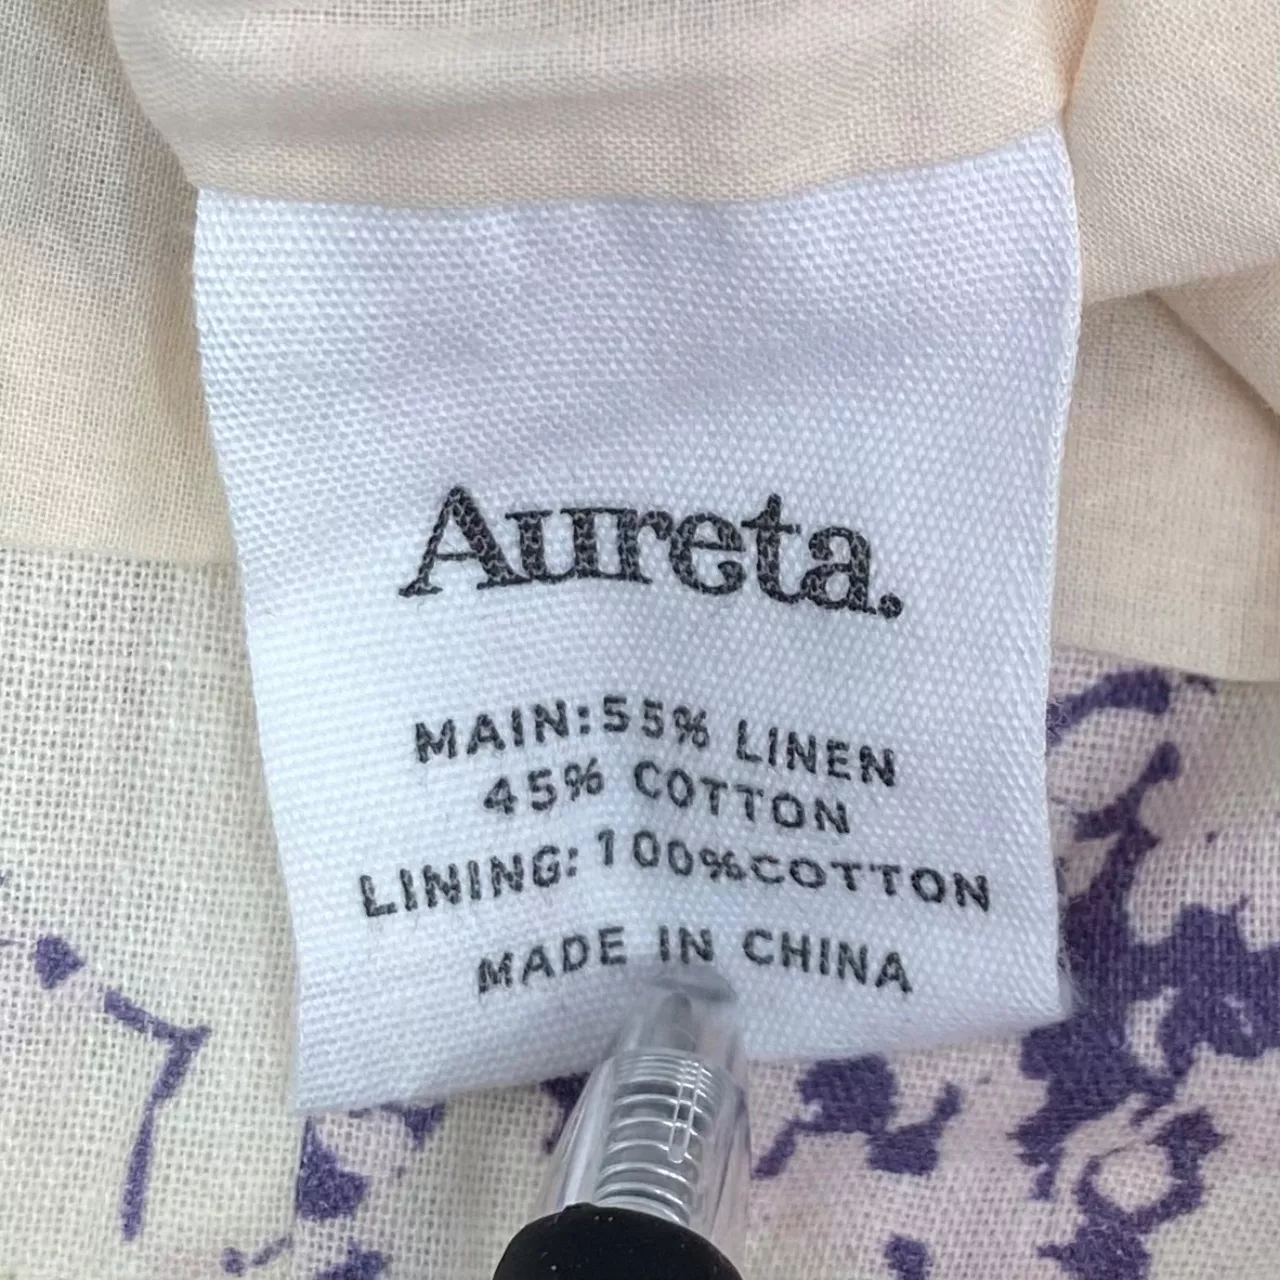 Aureta.
MAIN:55% LINEN
45% COTTON
LINING:100%COTTON
MADE IN CHINA